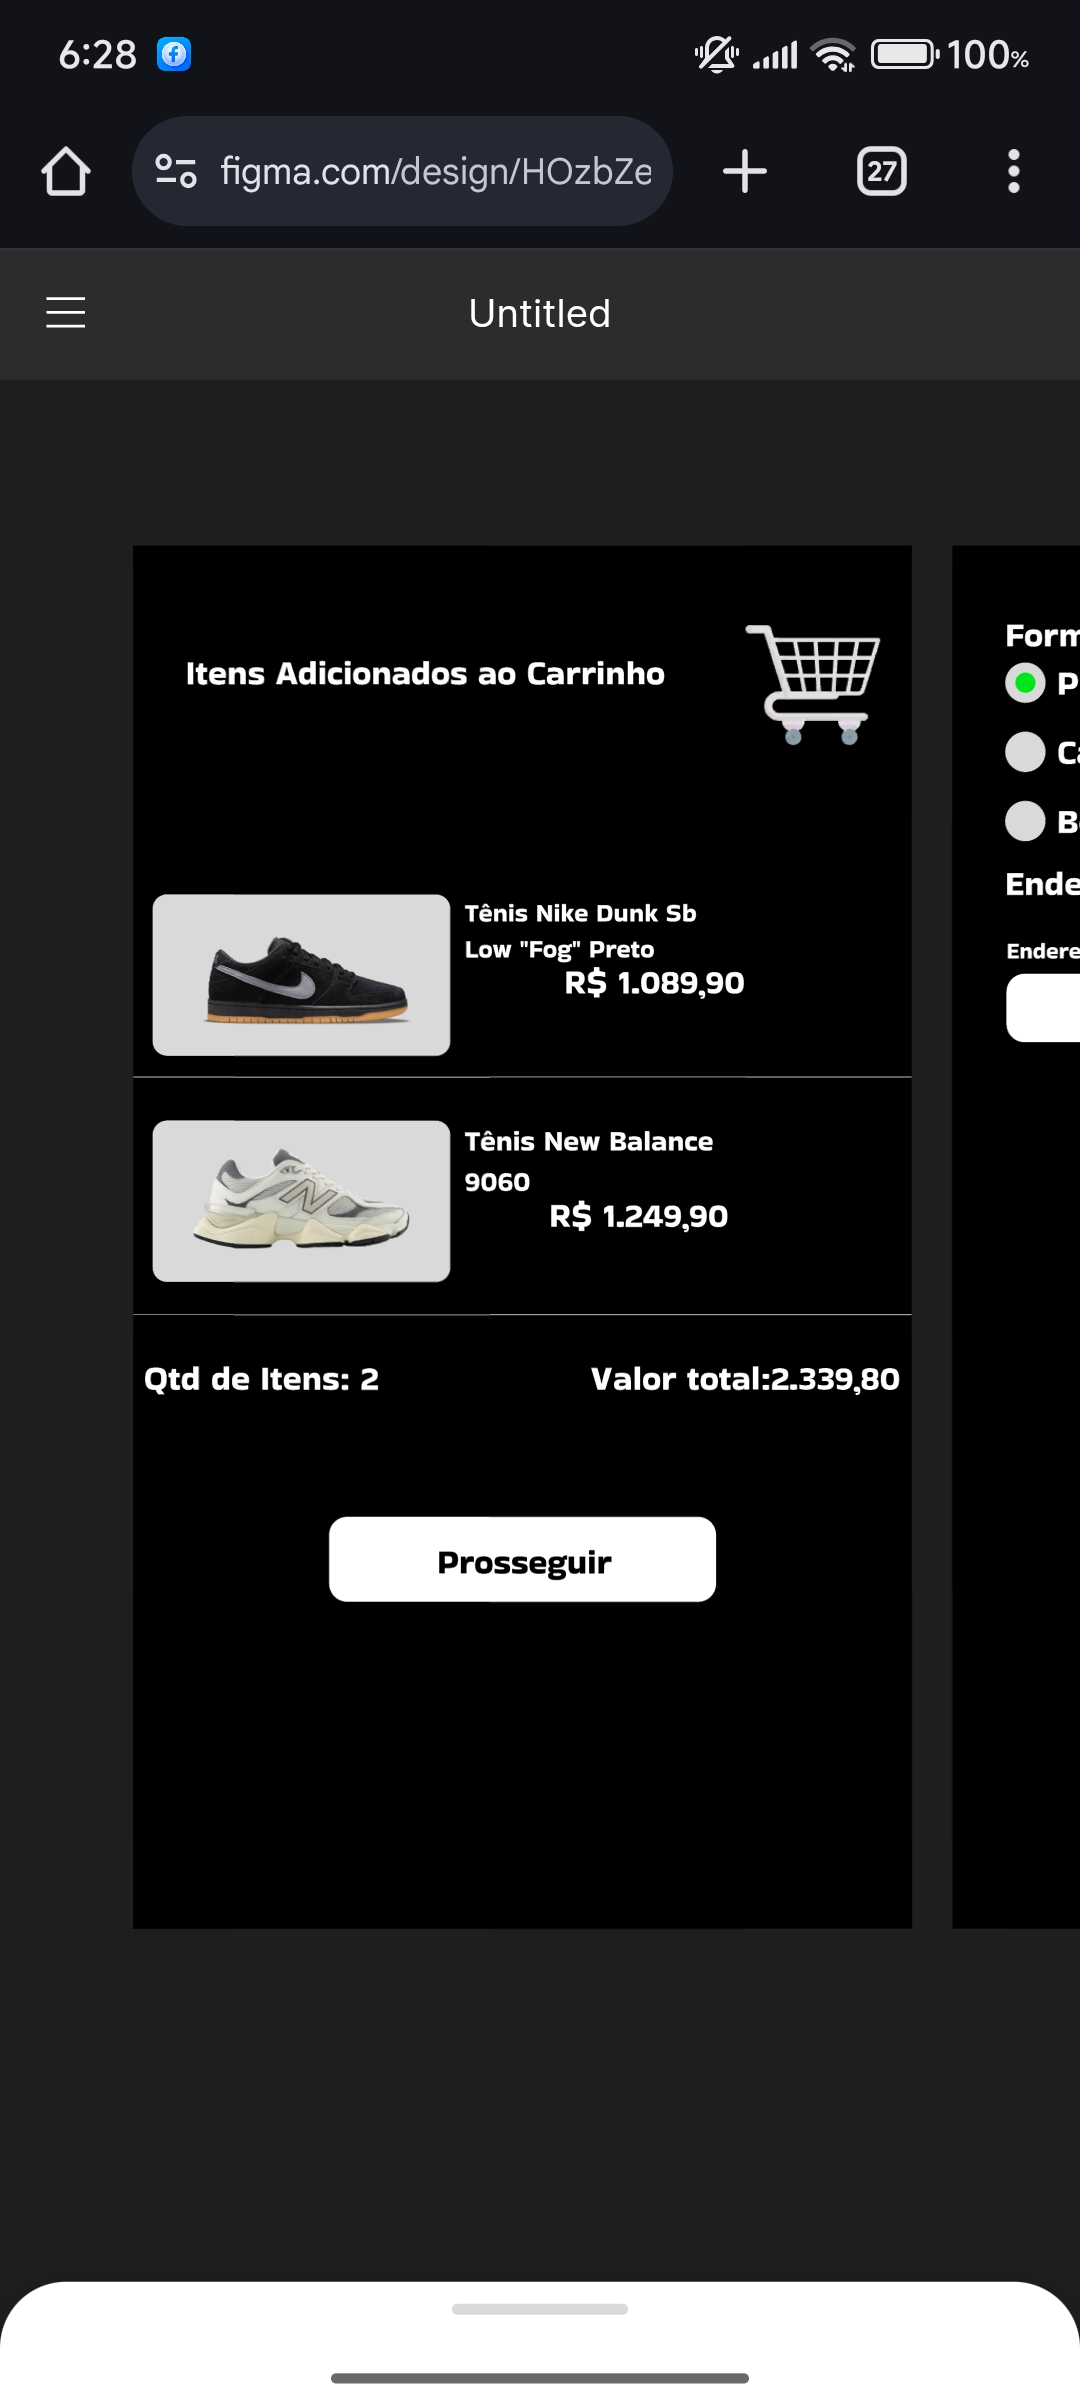 6:28
100%
figma.com/design/HOzbZe
27
Untitled
Itens Adicionados ao Carrinho
Tênis Nike Dunk Sb
Low "Fog" Preto
R$ 1.089,90
Tênis New Balance
9060
R$ 1.249,90
Qtd de Itens: 2
Valor total:2.339,80
Prosseguir
Form
P
Ca
Bo
Ende
Endere